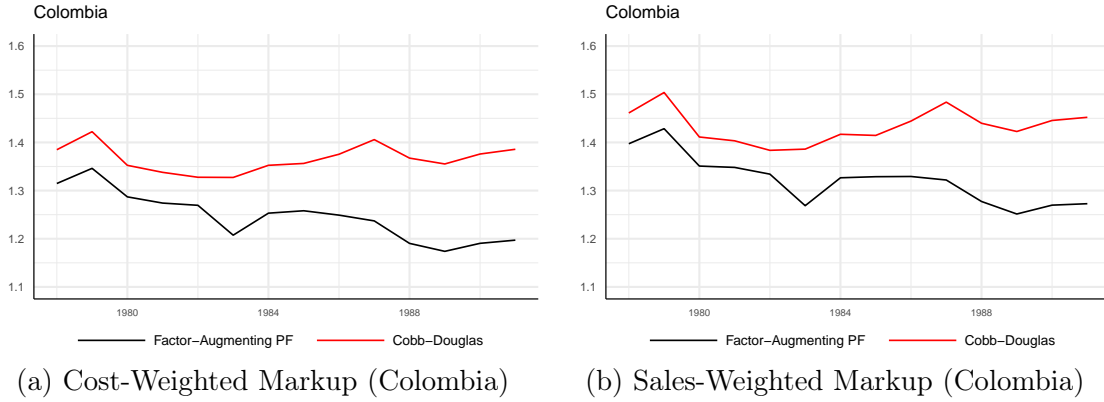 Colombia
1.6
1.5
1.4
1.3
1.2
1.1
1980
1984
1988
Factor−Augmenting PF
Cobb−Douglas
(a) Cost-Weighted Markup (Colombia)
Colombia
1.6
1.5
1.4
1.3
1.2
1.1
1980
1984
1988
Factor−Augmenting PF
Cobb−Douglas
(b) Sales-Weighted Markup (Colombia)